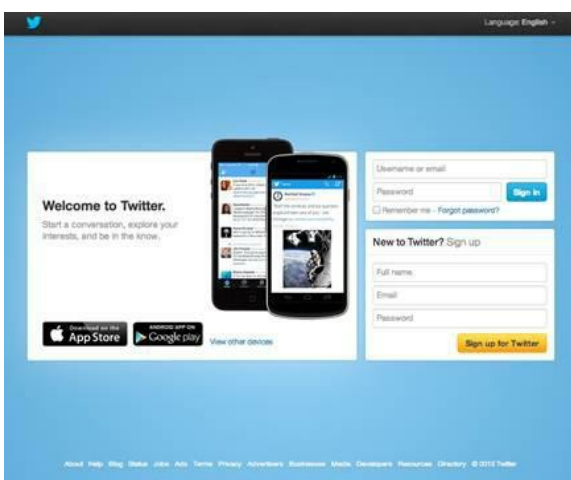 Language: English
Welcome to Twitter.
Start a conversation, explore your
interests, and be in the know.
Download on the
App Store
ANDROID APP ON
Google play
View other devices
Username or email
Password
Sign in
Remember me · Forgot password?
New to Twitter? Sign up
Full name
Email
Password
Sign up for Twitter
About Help Blog Status Jobs Ads Terms Privacy Advertisers Businesses Media Developers Resources Directory © 2013 Twitter